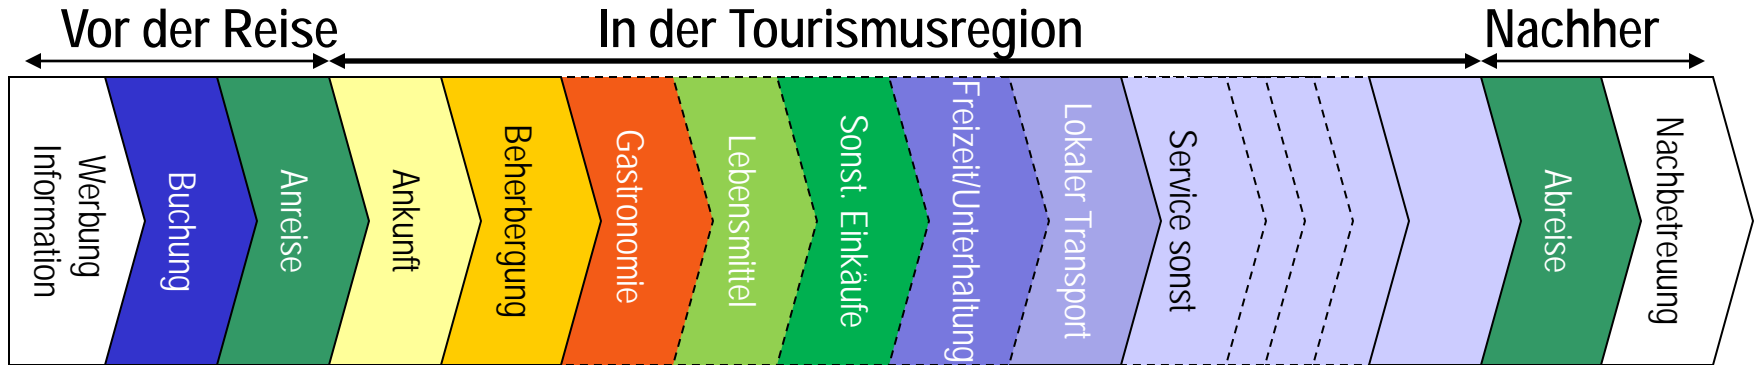 Vor der Reise
In der Tourismusregion
Nachher
Werbung
Information
Buchung
Anreise
Ankunft
Beherbergung
Gastronomie
Lebensmittel
Sonst. Einkäufe
Freizeit/Unterhaltung
Lokaler Transport
Service sonst
Abreise
Nachbetreuung